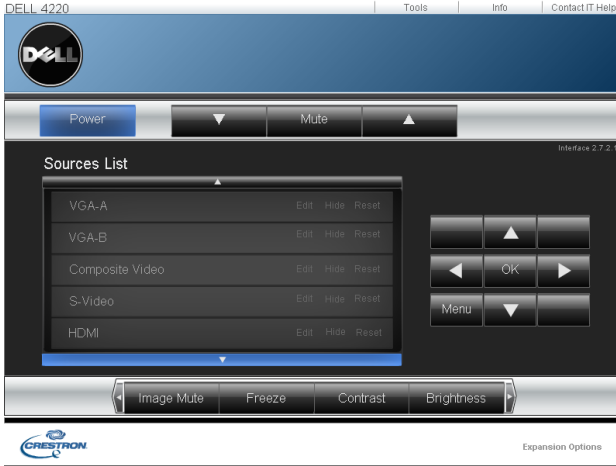 DELL 4220 Tools Info Contact IT Help
DELL
Power Mute
Interface 2.7.2.1
Sources List
VGA-A Edit Hide Reset
VGA-B Edit Hide Reset
Composite Video Edit Hide Reset
OK
S-Video Edit Hide Reset
Menu
HDMI Edit Hide Reset
Image Mute Freeze Contrast Brightness
CRESTRON. Expansion Options